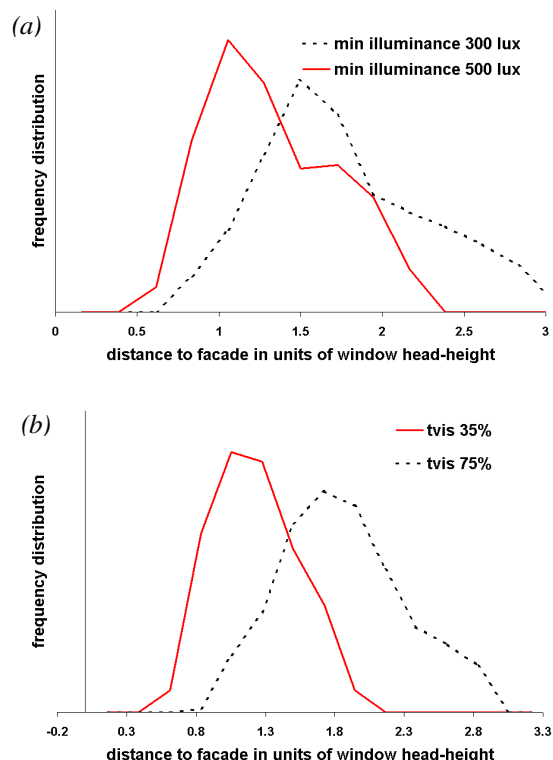 (a)
min illuminance 300 lux
min illuminance 500 lux
frequency distribution
0 0.5 1 1.5 2 2.5 3
distance to facade in units of window head-height
(b)
tvis 35%
tvis 75%
frequency distribution
-0.2 0.3 0.8 1.3 1.8 2.3 2.8 3.3
distance to facade in units of window head-height